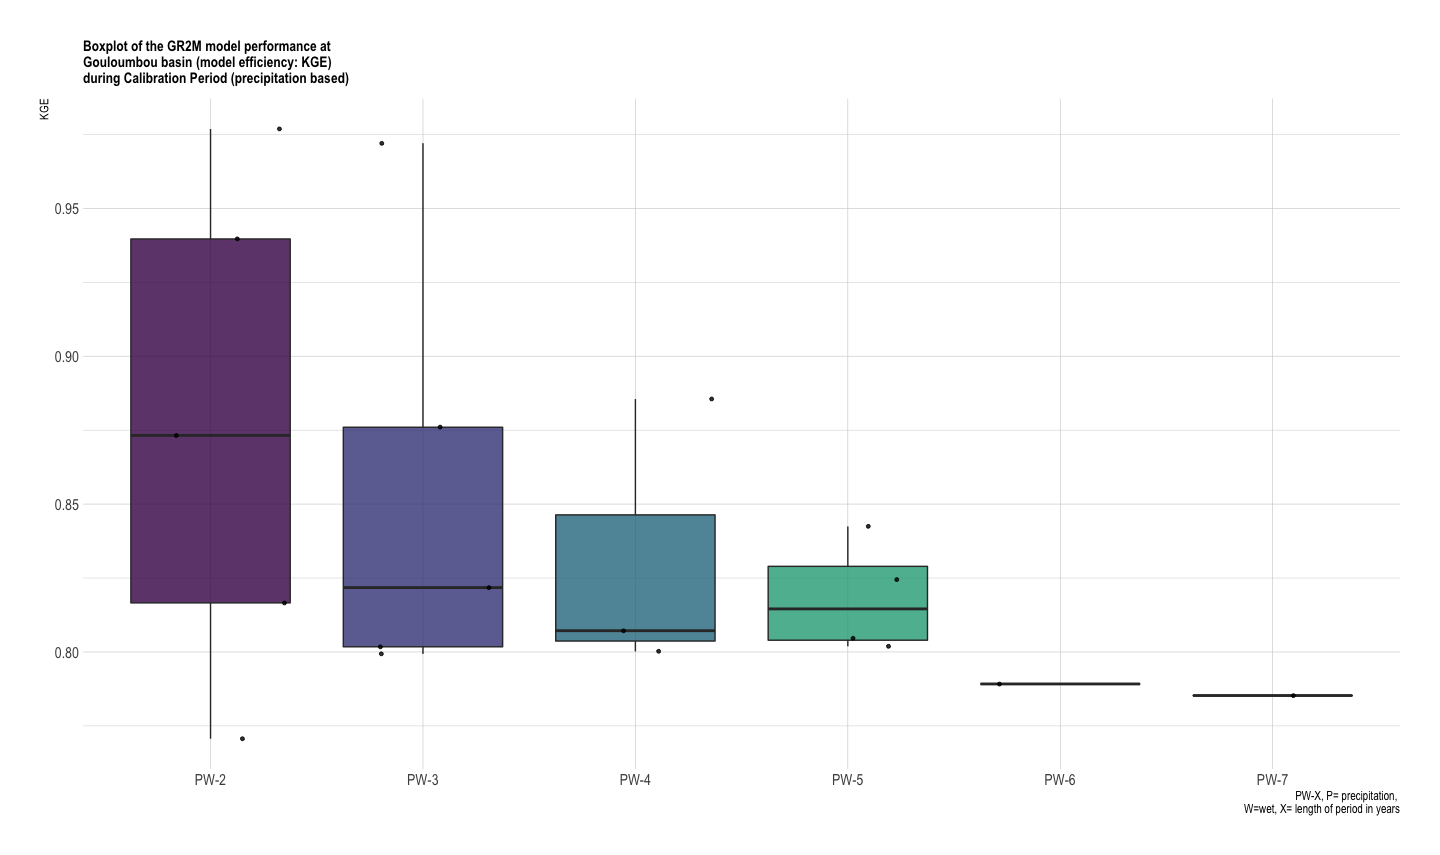 Boxplot of the GR2M model performance at
Gouloumbou basin (model efficiency: KGE)
during Calibration Period (precipitation based)
KGE
0.95
0.90
0.85
0.80
PW-2 PW-3 PW-4 PW-5 PW-6 PW-7
PW-X, P= precipitation,
W=wet, X= length of period in years